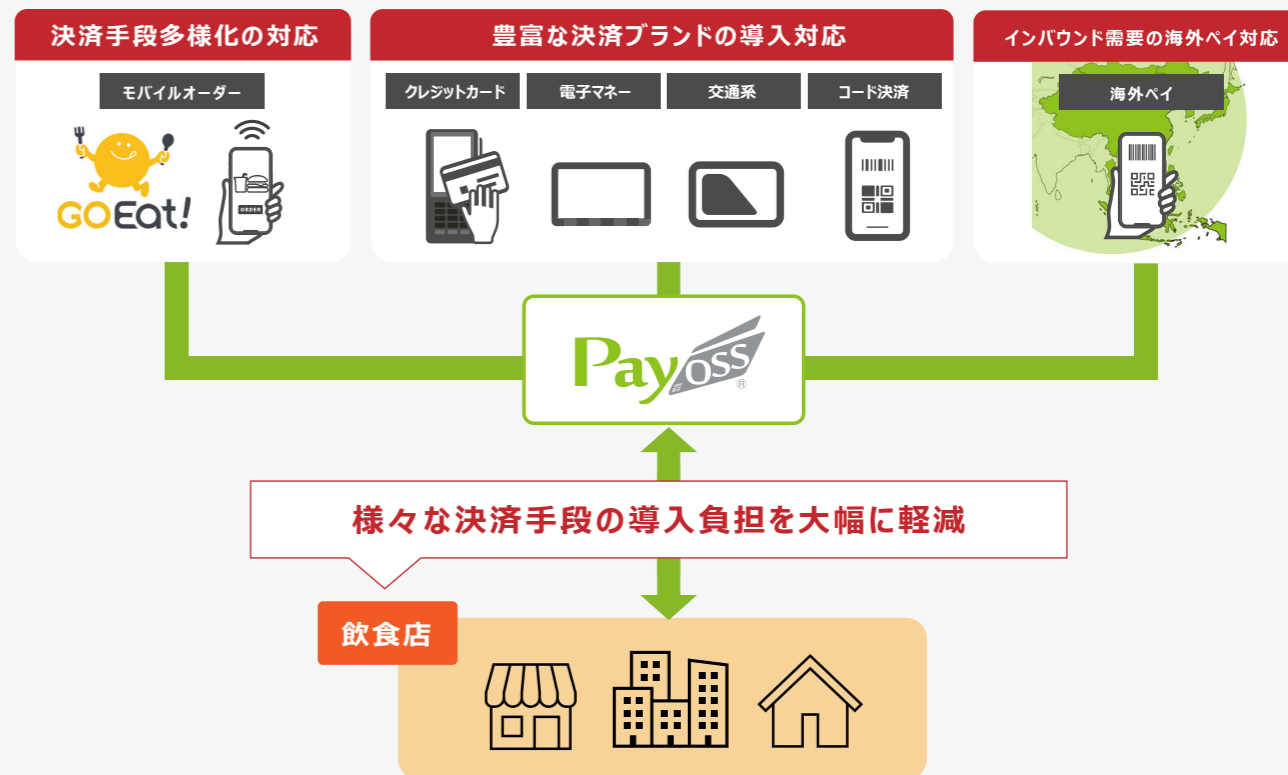 決済手段多様化の対応
豊富な決済ブランドの導入対応
インバウンド需要の海外ペイ対応
モバイルオーダー
クレジットカード
電子マネー
交通系
コード決済
海外ペイ
GOEat!
ORDER
Payoss®
様々な決済手段の導入負担を大幅に軽減
飲食店